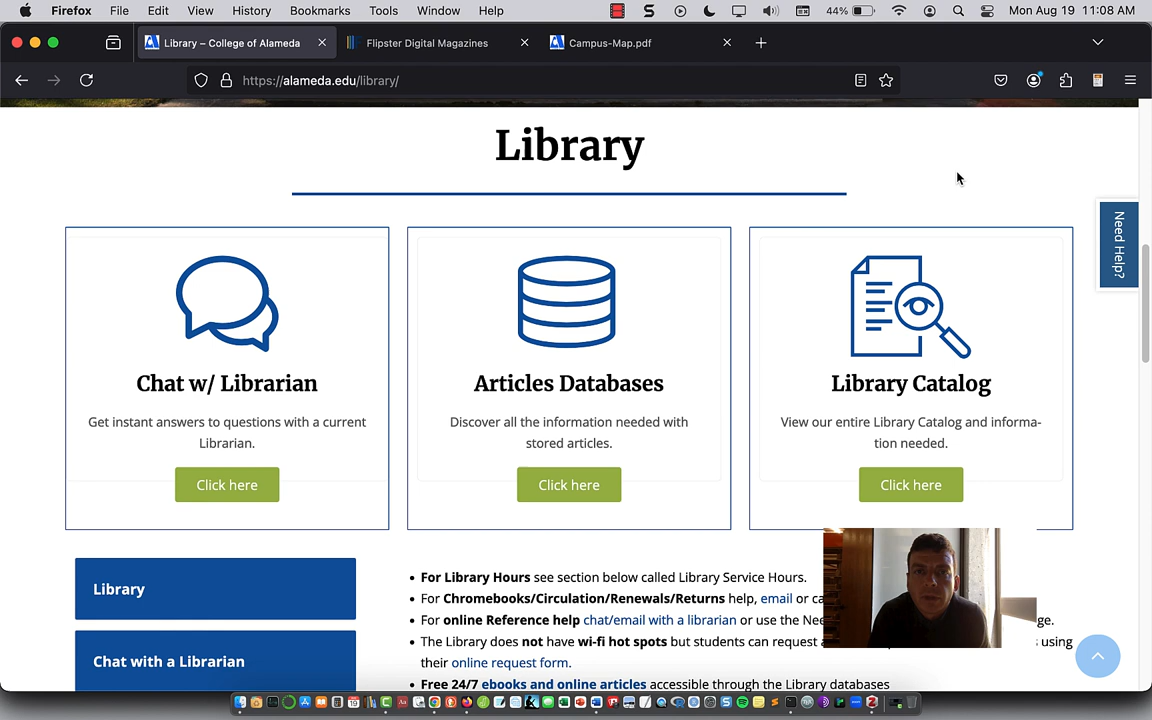 Firefox File Edit View History Bookmarks Tools Window Help 44% Mon Aug 19 11:08 AM
Library – College of Alameda Flipster Digital Magazines Campus-Map.pdf
https://alameda.edu/library/
Library
Need Help?
Chat w/ Librarian
Get instant answers to questions with a current
Librarian.
Click here
Articles Databases
Discover all the information needed with
stored articles.
Click here
Library Catalog
View our entire Library Catalog and informa-
tion needed.
Click here
Library
Chat with a Librarian
• For Library Hours see section below called Library Service Hours.
• For Chromebooks/Circulation/Renewals/Returns help, email or ca
• For online Reference help chat/email with a librarian or use the Nee ge.
• The Library does not have wi-fi hot spots but students can request a s using
their online request form.
• Free 24/7 ebooks and online articles accessible through the Library databases